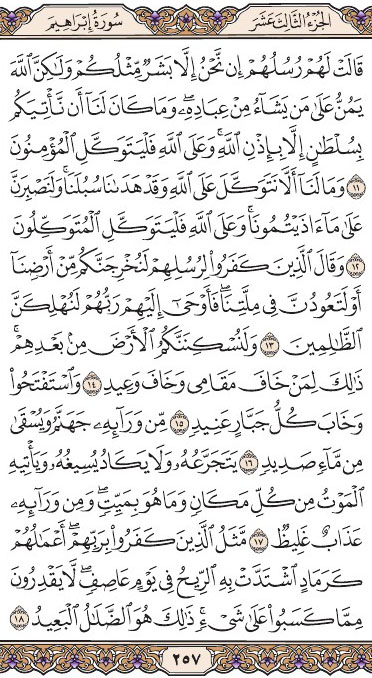 الجزء الثالث عشر سورة إبراهيم
قَالَتْ لَهُمْ رُسُلُهُمْ إِن نَّحْنُ إِلَّا بَشَرٌ مِّثْلُكُمْ وَلَٰكِنَّ ٱللَّهَ
يَمُنُّ عَلَىٰ مَن يَشَآءُ مِنْ عِبَادِهِۦ ۖ وَمَا كَانَ لَنَآ أَن نَّأْتِيَكُم
بِسُلْطَٰنٍ إِلَّا بِإِذْنِ ٱللَّهِ ۚ وَعَلَى ٱللَّهِ فَلْيَتَوَكَّلِ ٱلْمُؤْمِنُونَ
١١ وَمَا لَنَآ أَلَّا نَتَوَكَّلَ عَلَى ٱللَّهِ وَقَدْ هَدَىٰنَا سُبُلَنَا ۚ وَلَنَصْبِرَنَّ
عَلَىٰ مَآ ءَاذَيْتُمُونَا ۚ وَعَلَى ٱللَّهِ فَلْيَتَوَكَّلِ ٱلْمُتَوَكِّلُونَ
١٢ وَقَالَ ٱلَّذِينَ كَفَرُوا۟ لِرُسُلِهِمْ لَنُخْرِجَنَّكُم مِّنْ أَرْضِنَآ
أَوْ لَتَعُودُنَّ فِى مِلَّتِنَا ۖ فَأَوْحَىٰٓ إِلَيْهِمْ رَبُّهُمْ لَنُهْلِكَنَّ
ٱلظَّٰلِمِينَ ١٣ وَلَنُسْكِنَنَّكُمُ ٱلْأَرْضَ مِنۢ بَعْدِهِمْ ۚ
ذَٰلِكَ لِمَنْ خَافَ مَقَامِى وَخَافَ وَعِيدِ ١٤ وَٱسْتَفْتَحُوا۟
وَخَابَ كُلُّ جَبَّارٍ عَنِيدٍ ١٥ مِّن وَرَآئِهِۦ جَهَنَّمُ وَيُسْقَىٰ
مِن مَّآءٍ صَدِيدٍ ١٦ يَتَجَرَّعُهُۥ وَلَا يَكَادُ يُسِيغُهُۥ وَيَأْتِيهِ
ٱلْمَوْتُ مِن كُلِّ مَكَانٍ وَمَا هُوَ بِمَيِّتٍ ۖ وَمِن وَرَآئِهِۦ
عَذَابٌ غَلِيظٌ ١٧ مَّثَلُ ٱلَّذِينَ كَفَرُوا۟ بِرَبِّهِمْ ۖ أَعْمَٰلُهُمْ
كَرَمَادٍ ٱشْتَدَّتْ بِهِ ٱلرِّيحُ فِى يَوْمٍ عَاصِفٍ ۖ لَّا يَقْدِرُونَ
مِمَّا كَسَبُوا۟ عَلَىٰ شَىْءٍ ۚ ذَٰلِكَ هُوَ ٱلضَّلَٰلُ ٱلْبَعِيدُ ١٨
٢٥٧